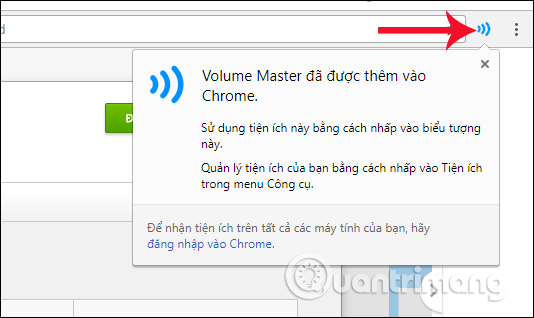 d
Volume Master đã được thêm vào
Chrome.
Sử dụng tiện ích này bằng cách nhấp vào biểu tượng
này.
Quản lý tiện ích của bạn bằng cách nhấp vào Tiện ích
trong menu Công cụ.
Để nhận tiện ích trên tất cả các máy tính của bạn, hãy
đăng nhập vào Chrome.
Quantrimang